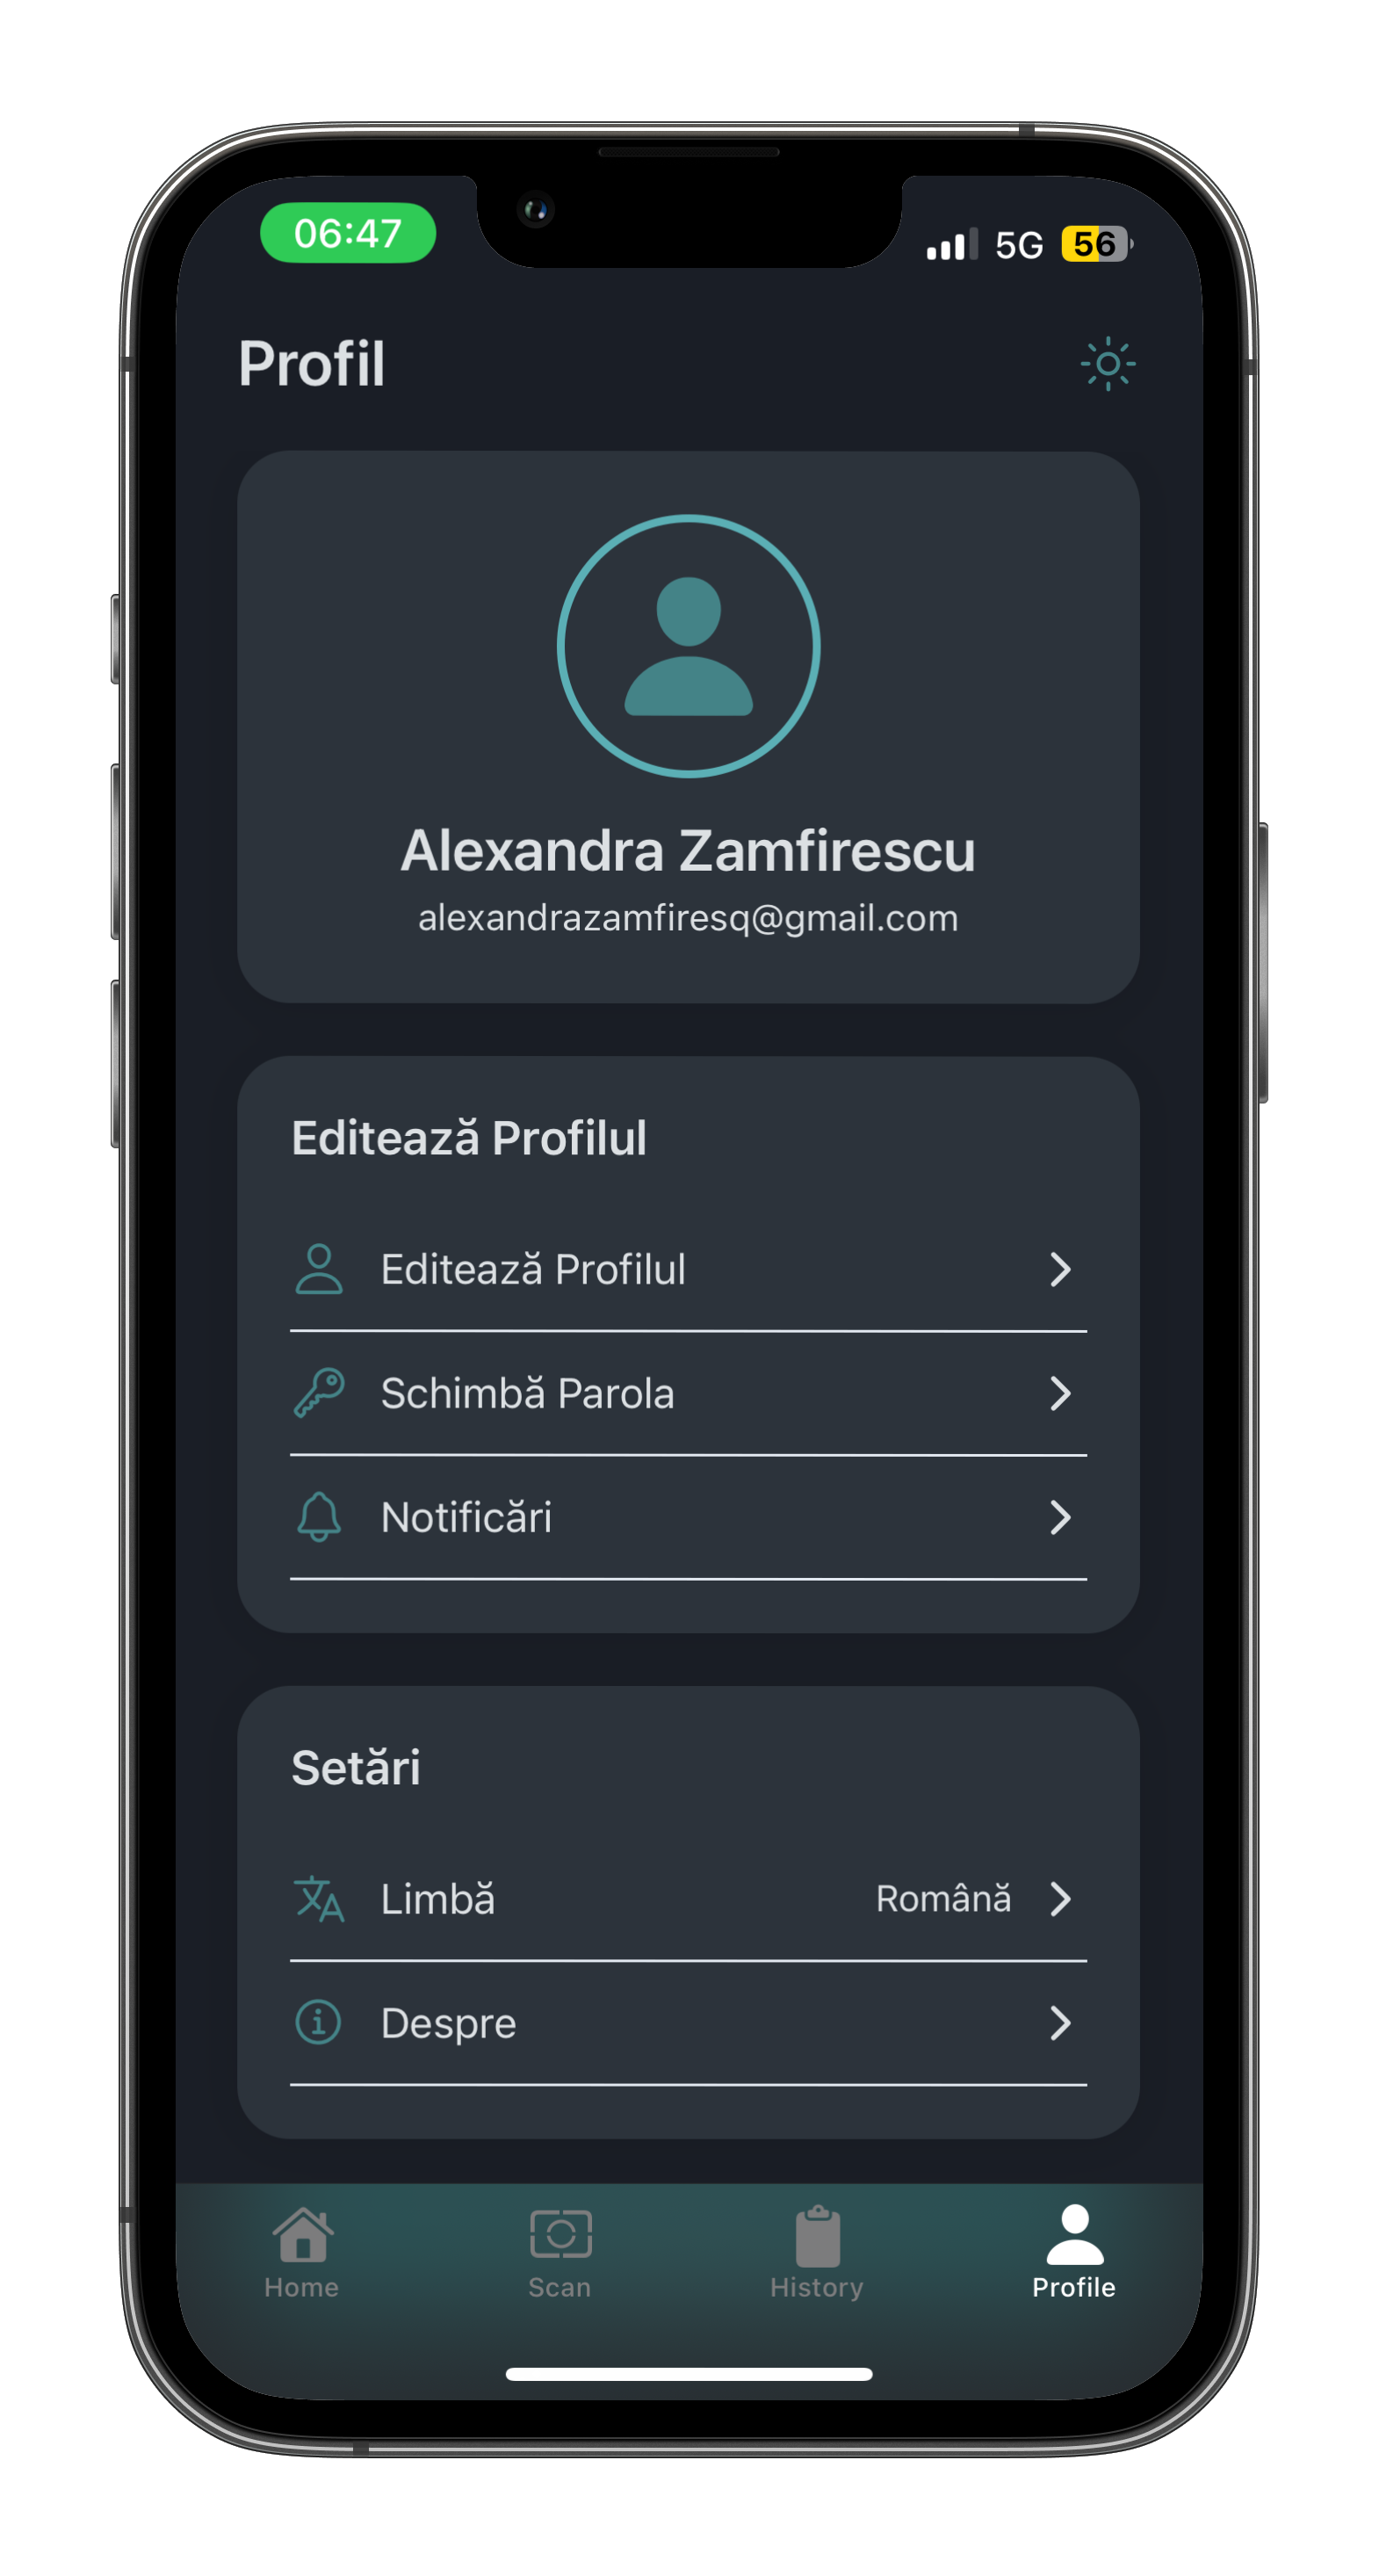 06:47
5G 56
Profil
Alexandra Zamfirescu
alexandrazamfiresq@gmail.com
Editează Profilul
Editează Profilul
Schimbă Parola
Notificări
Setări
Limbă Română
Despre
Home Scan History Profile